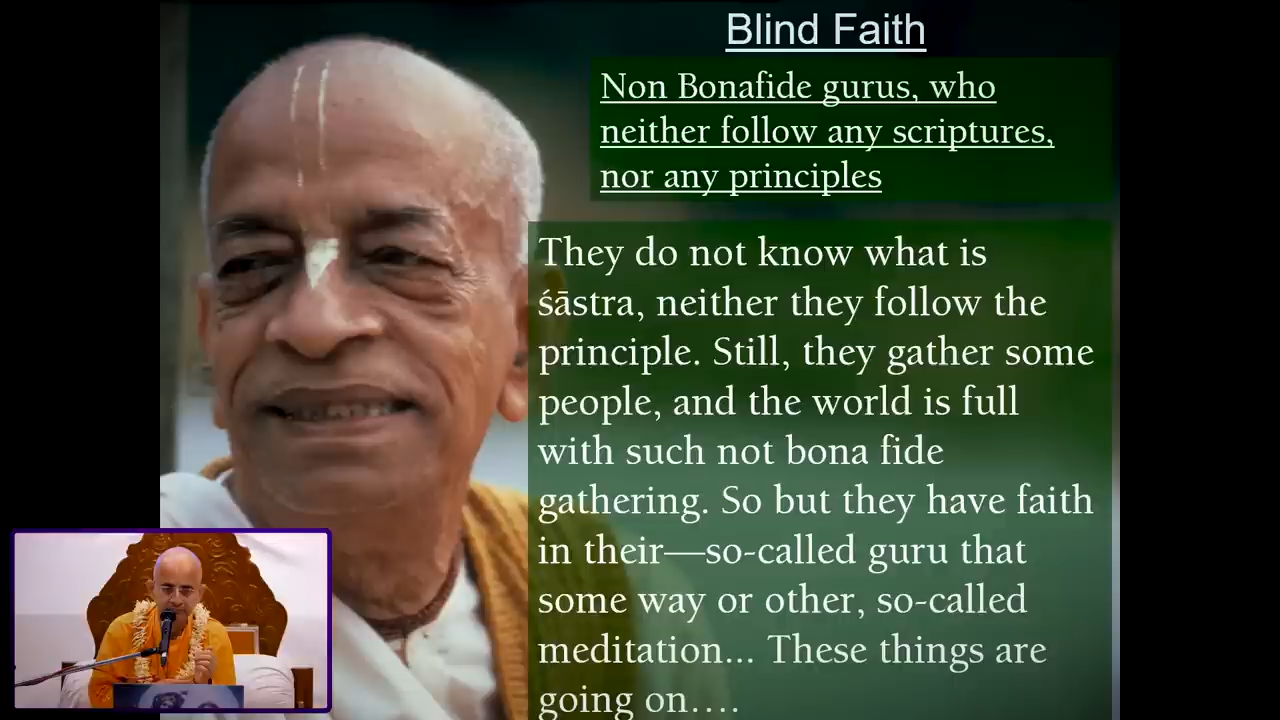 Blind Faith
Non Bonafide gurus, who
neither follow any scriptures,
nor any principles
They do not know what is
śāstra, neither they follow the
principle. Still, they gather some
people, and the world is full
with such not bona fide
gathering. So but they have faith
in their—so-called guru that
some way or other, so-called
meditation... These things are
going on....